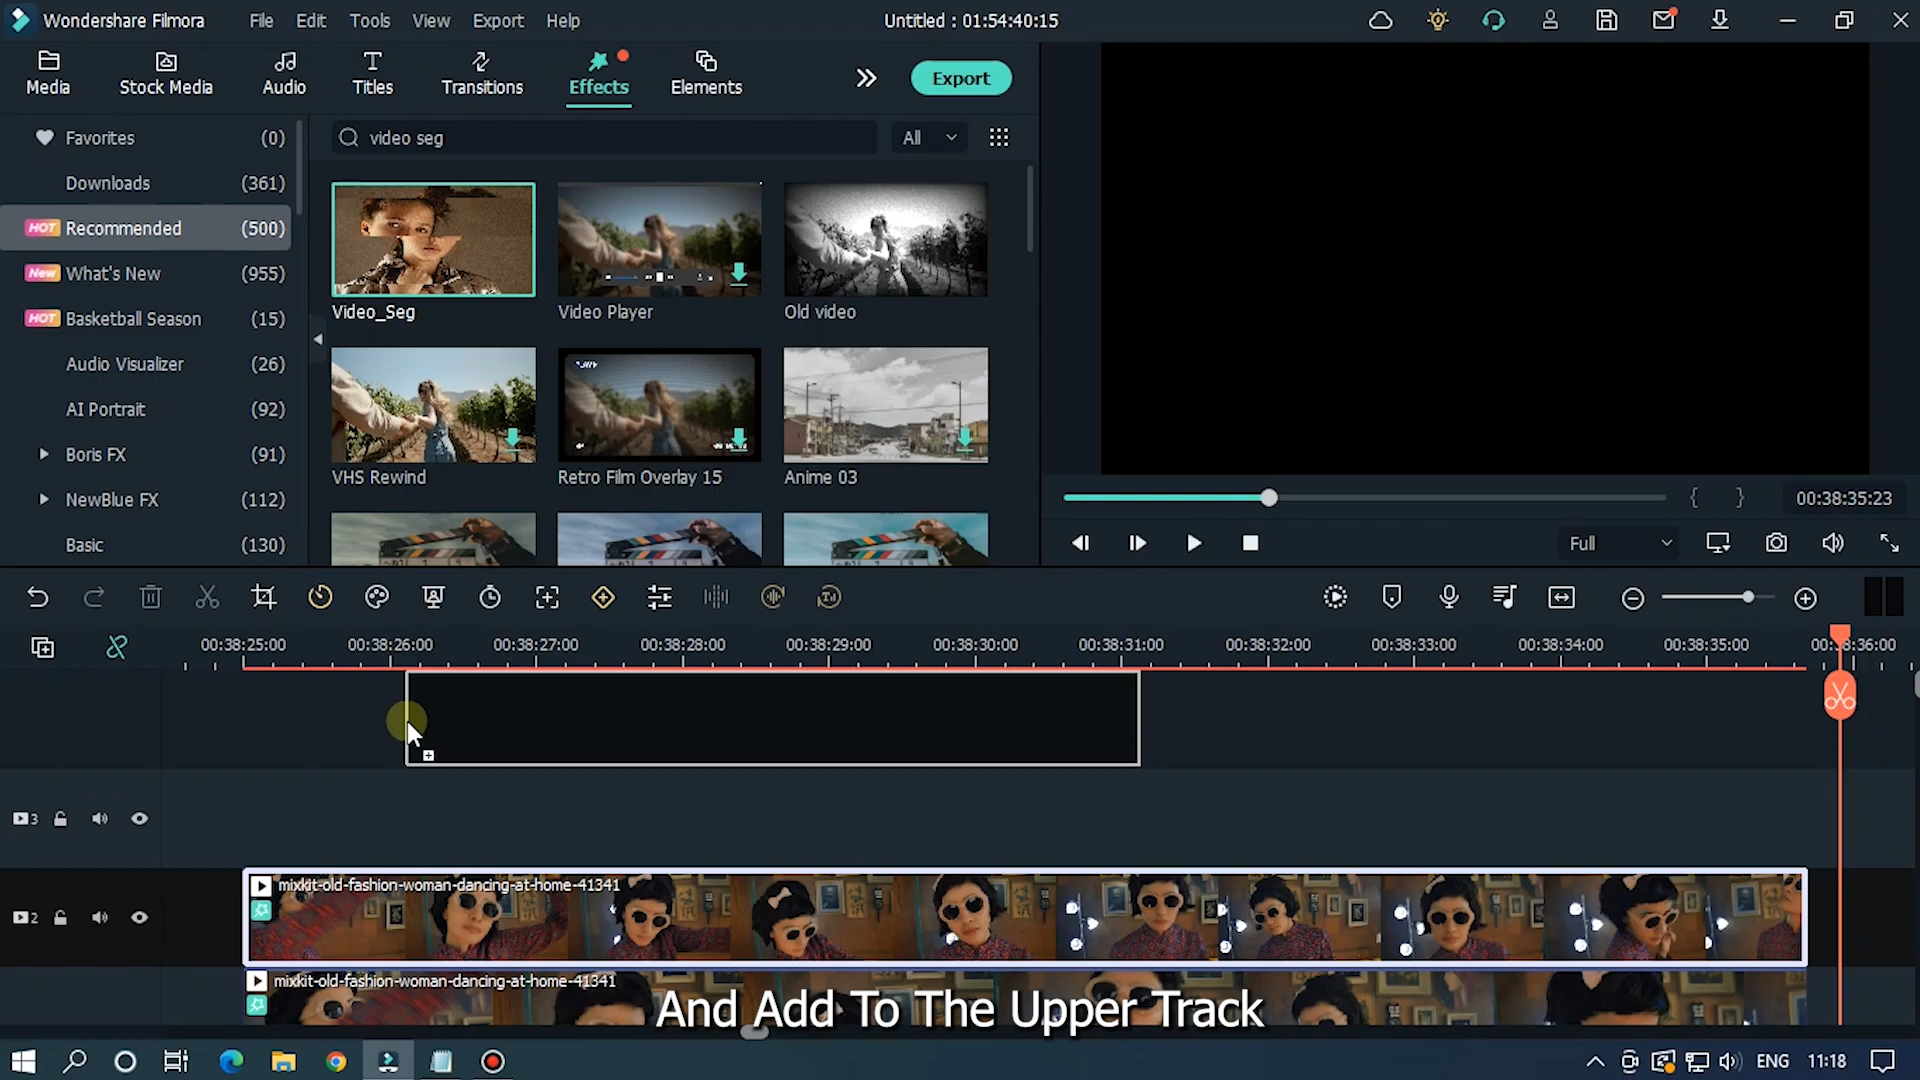 Wondershare Filmora
File
Edit
Tools
View
Export
Help
Untitled : 01:54:40:15
Media
Stock Media
Audio
Titles
Transitions
Effects
Elements
Export
Favorites (0)
Downloads (361)
HOT Recommended (500)
New What's New (955)
HOT Basketball Season (15)
Audio Visualizer (26)
AI Portrait (92)
Boris FX (91)
NewBlue FX (112)
Basic (130)
video seg
All
Video_Seg
Video Player
Old video
VHS Rewind
Retro Film Overlay 15
Anime 03
{ }
00:38:35:23
Full
00:38:25:00
00:38:26:00
00:38:27:00
00:38:28:00
00:38:29:00
00:38:30:00
00:38:31:00
00:38:32:00
00:38:33:00
00:38:34:00
00:38:35:00
00:38:36:00
3
2
mixkit-old-fashion-woman-dancing-at-home-41341
mixkit-old-fashion-woman-dancing-at-home-41341
And Add To The Upper Track
ENG
11:18